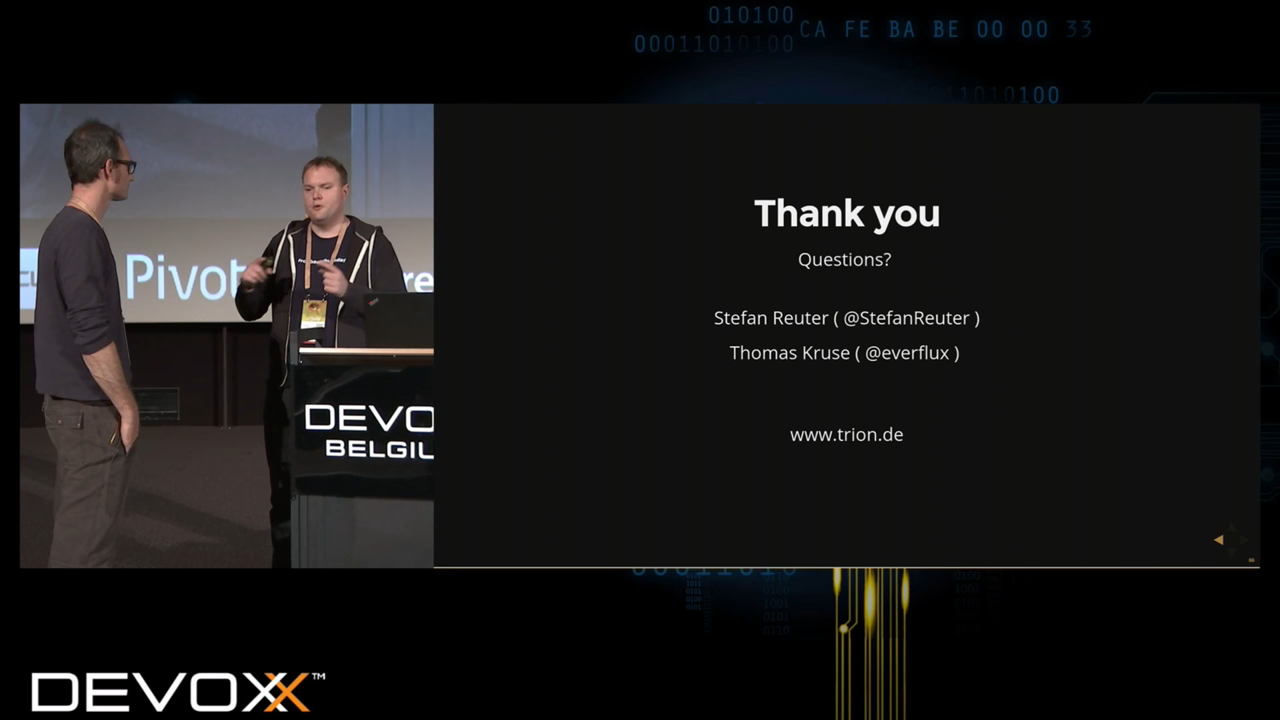 010100
00011010100
CA FE BA BE 00 00 33
1010100
Pivot
re
DEVO
BELGIU
Thank you
Questions?
Stefan Reuter ( @StefanReuter )
Thomas Kruse ( @everflux )
www.trion.de
DEVOXX™